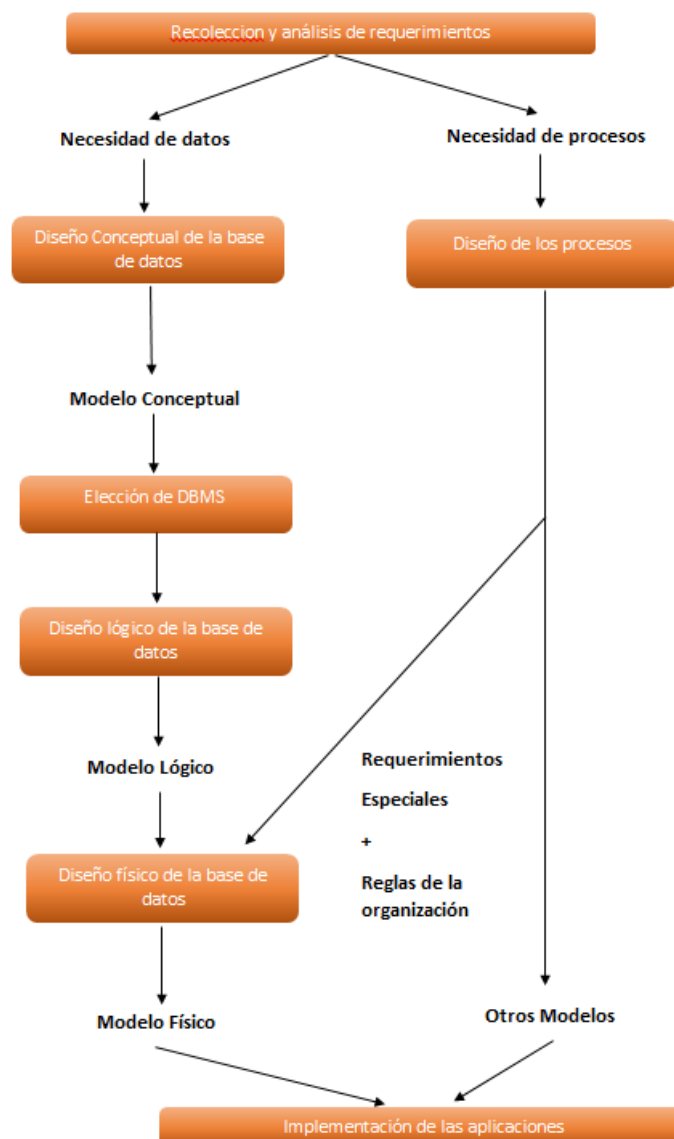 Recoleccion y análisis de requerimientos
Necesidad de datos
Necesidad de procesos
Diseño Conceptual de la base
de datos
Diseño de los procesos
Modelo Conceptual
Elección de DBMS
Diseño lógico de la base de
datos
Modelo Lógico
Requerimientos
Especiales
+
Reglas de la
organización
Diseño físico de la base de
datos
Modelo Físico
Otros Modelos
Implementación de las aplicaciones